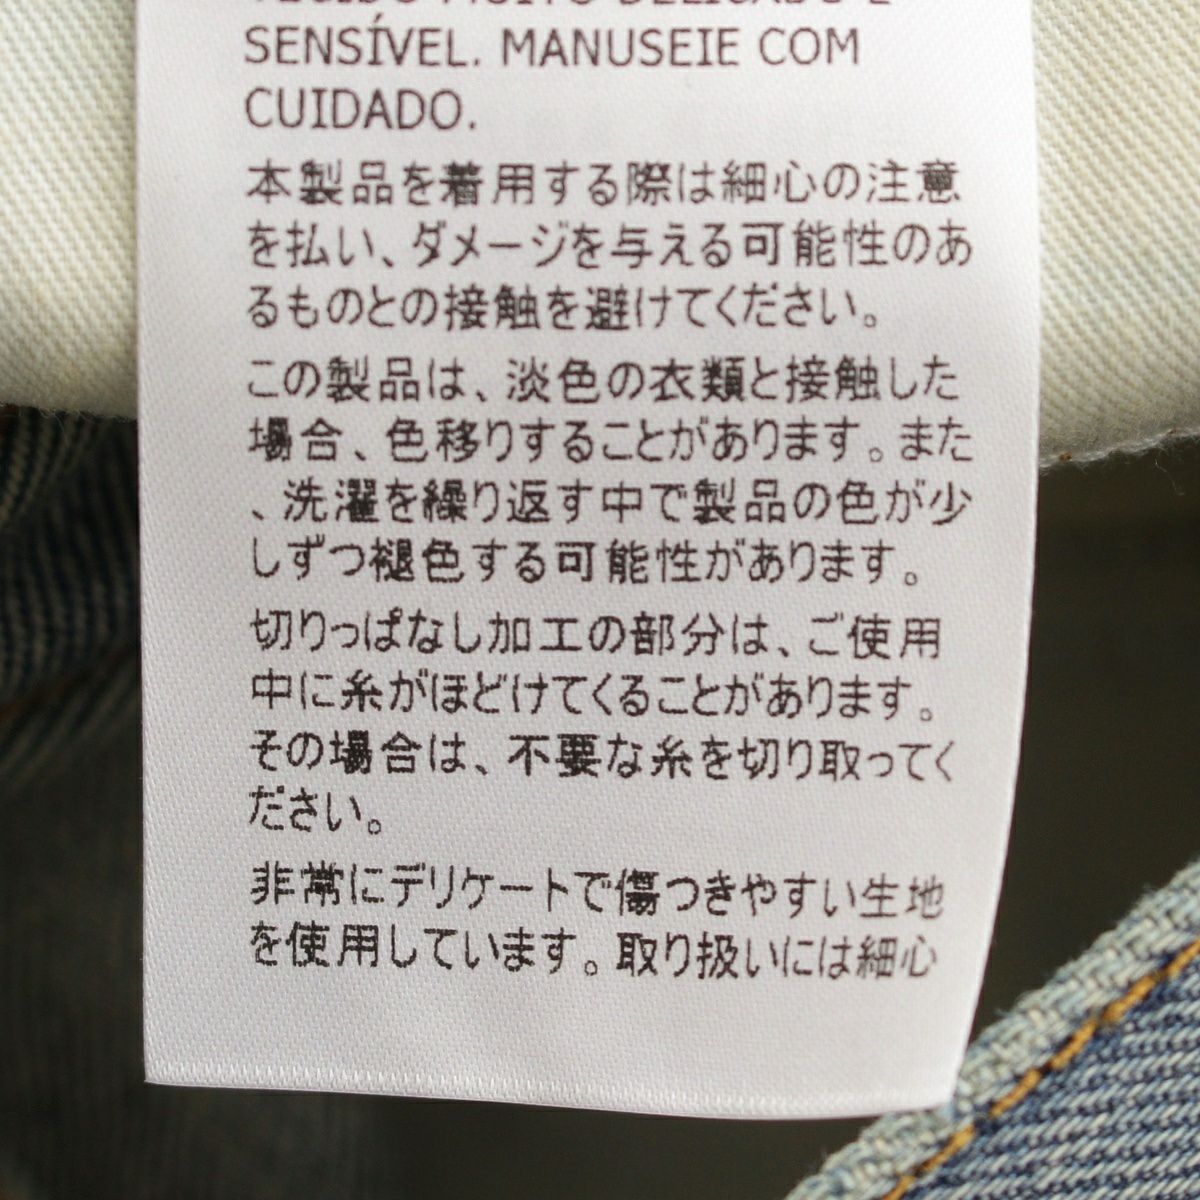 TECIDO MUITO DELICADO E
SENSÍVEL. MANUSEIE COM
CUIDADO.
本製品を着用する際は細心の注意
を払い、ダメージを与える可能性のあ
るものとの接触を避けてください。
この製品は、淡色の衣類と接触した
場合、色移りすることがあります。また
、洗濯を繰り返す中で製品の色が少
しずつ褪色する可能性があります。
切りっぱなし加工の部分は、ご使用
中に糸がほどけてくることがあります。
その場合は、不要な糸を切り取ってく
ださい。
非常にデリケートで傷つきやすい生地
を使用しています。取り扱いには細心